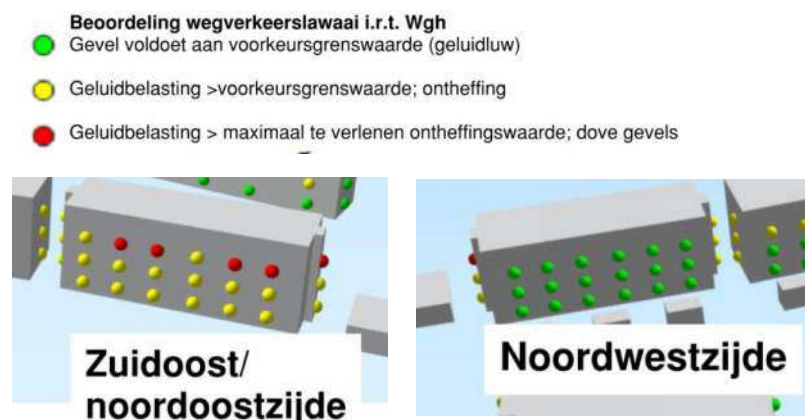 Beoordeling wegverkeerslawaai i.r.t. Wgh
Gevel voldoet aan voorkeursgrenswaarde (geluidluw)
Geluidbelasting >voorkeursgrenswaarde; ontheffing
Geluidbelasting > maximaal te verlenen ontheffingswaarde; dove gevels
Zuidoost/
noordoostzijde
Noordwestzijde